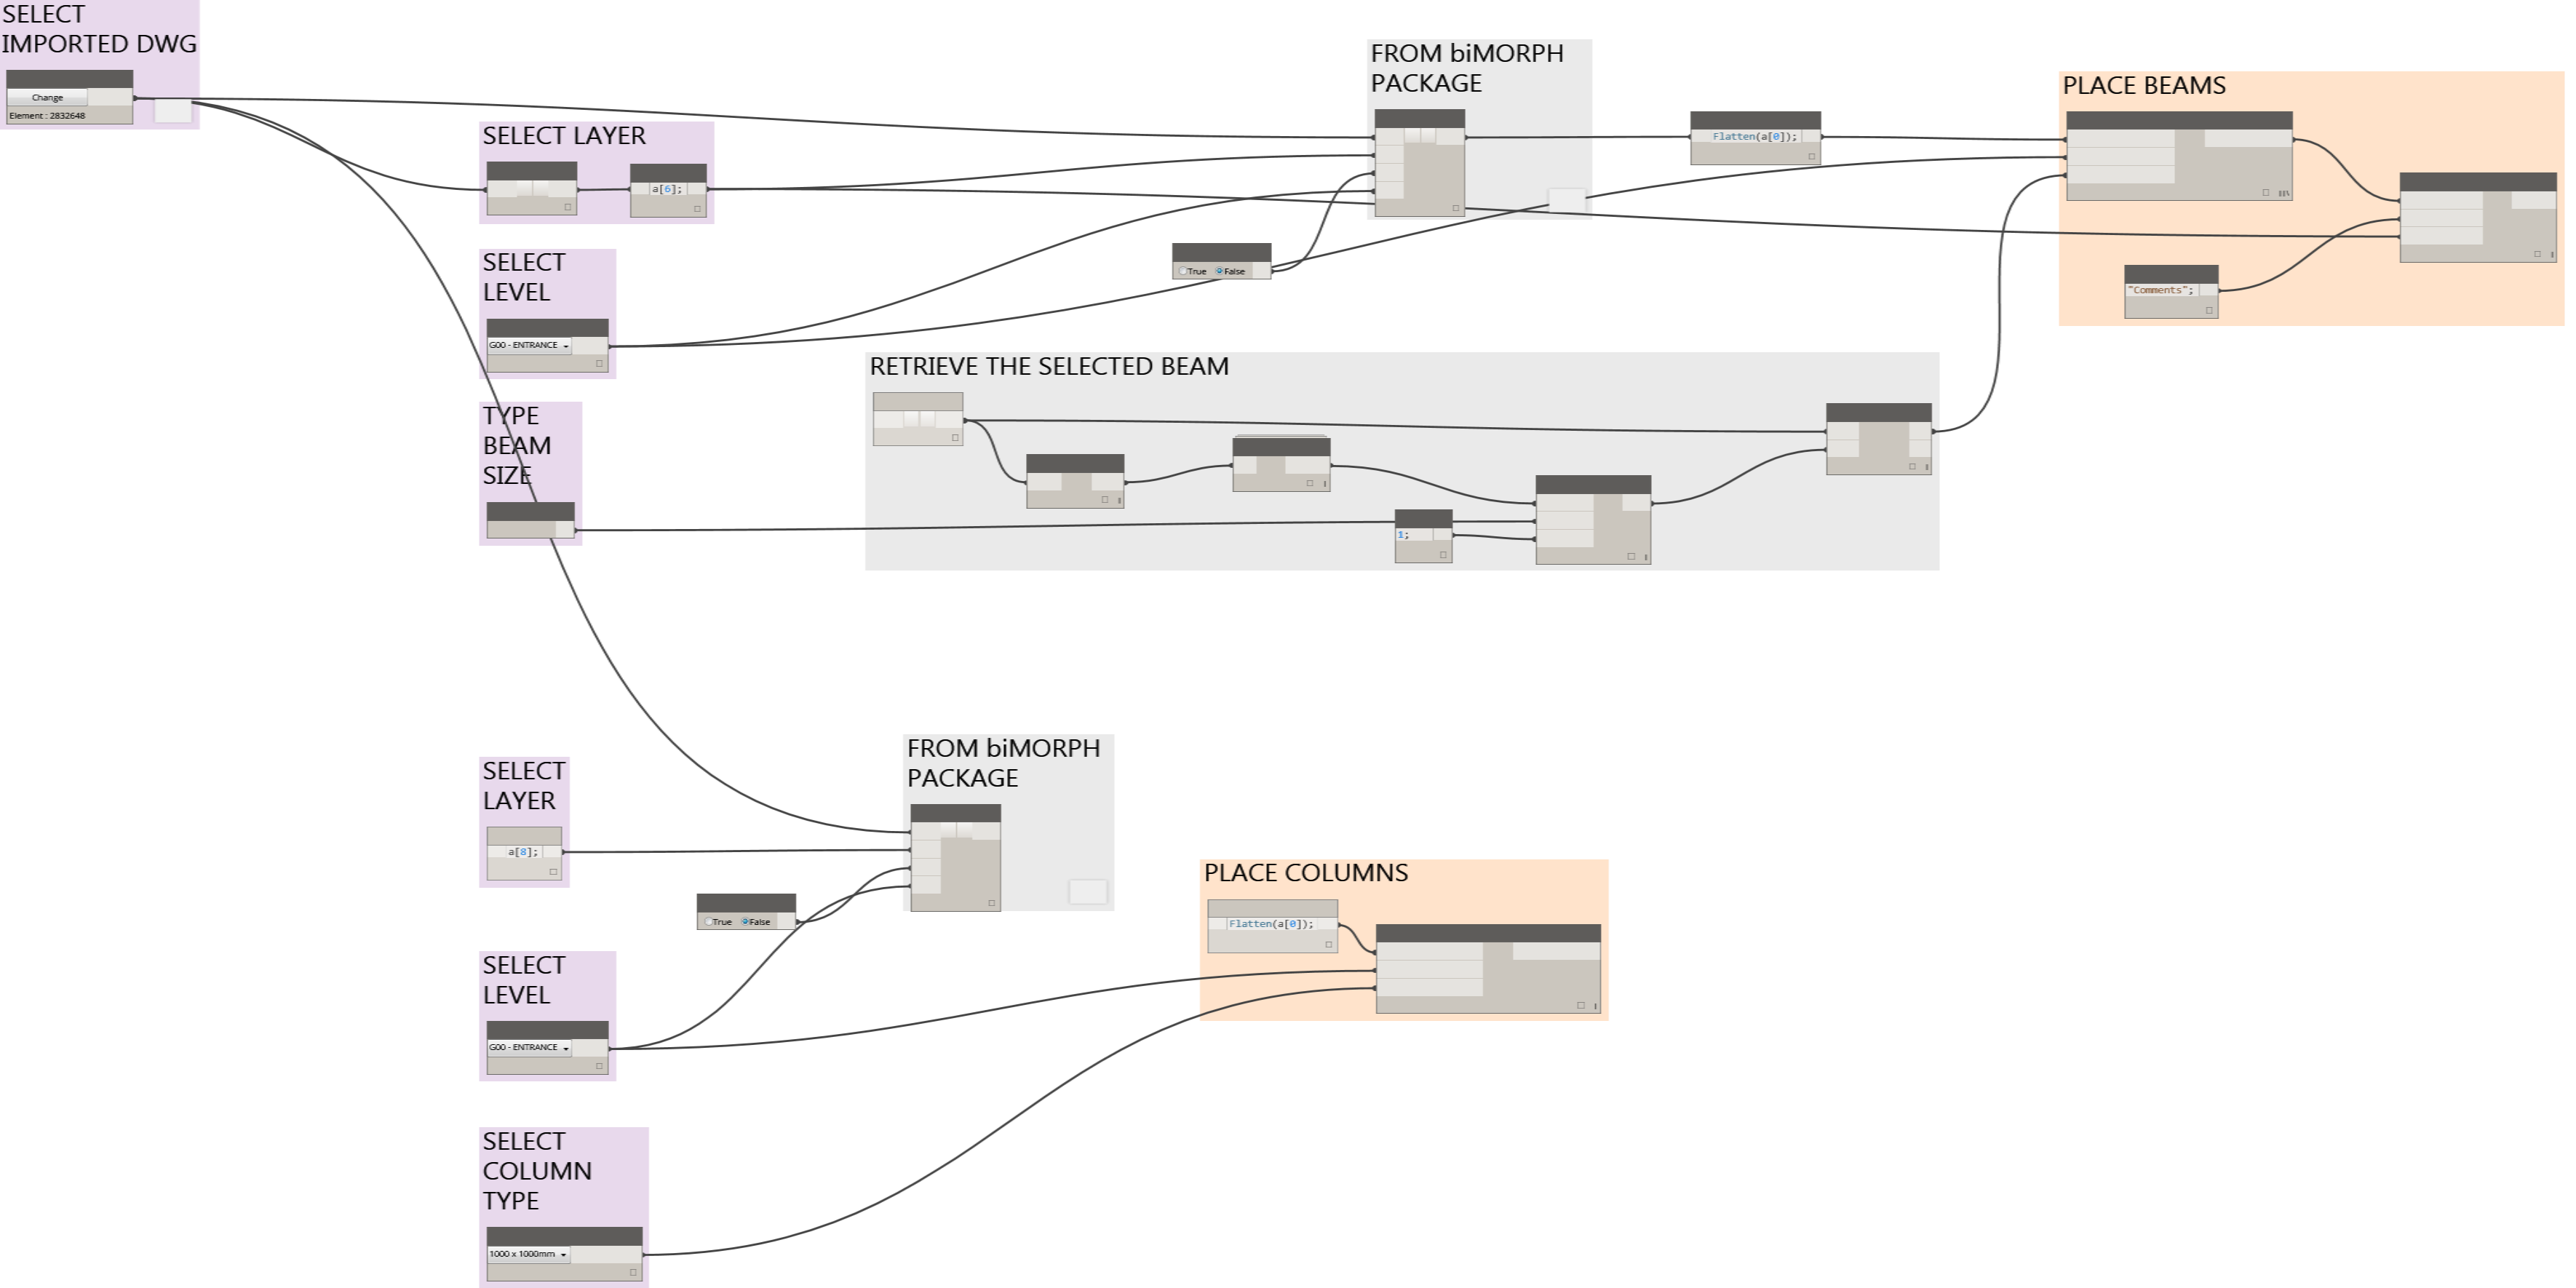 SELECT
IMPORTED DWG
Change
Element : 2832648
SELECT LAYER
a[6];
SELECT
LEVEL
G00 - ENTRANCE
TYPE
BEAM
SIZE
FROM biMORPH
PACKAGE
True False
Flatten(a[0]);
PLACE BEAMS
"Comments";
RETRIEVE THE SELECTED BEAM
1;
SELECT
LAYER
a[8];
FROM biMORPH
PACKAGE
True False
SELECT
LEVEL
G00 - ENTRANCE
PLACE COLUMNS
Flatten(a[0]);
SELECT
COLUMN
TYPE
1000 x 1000mm